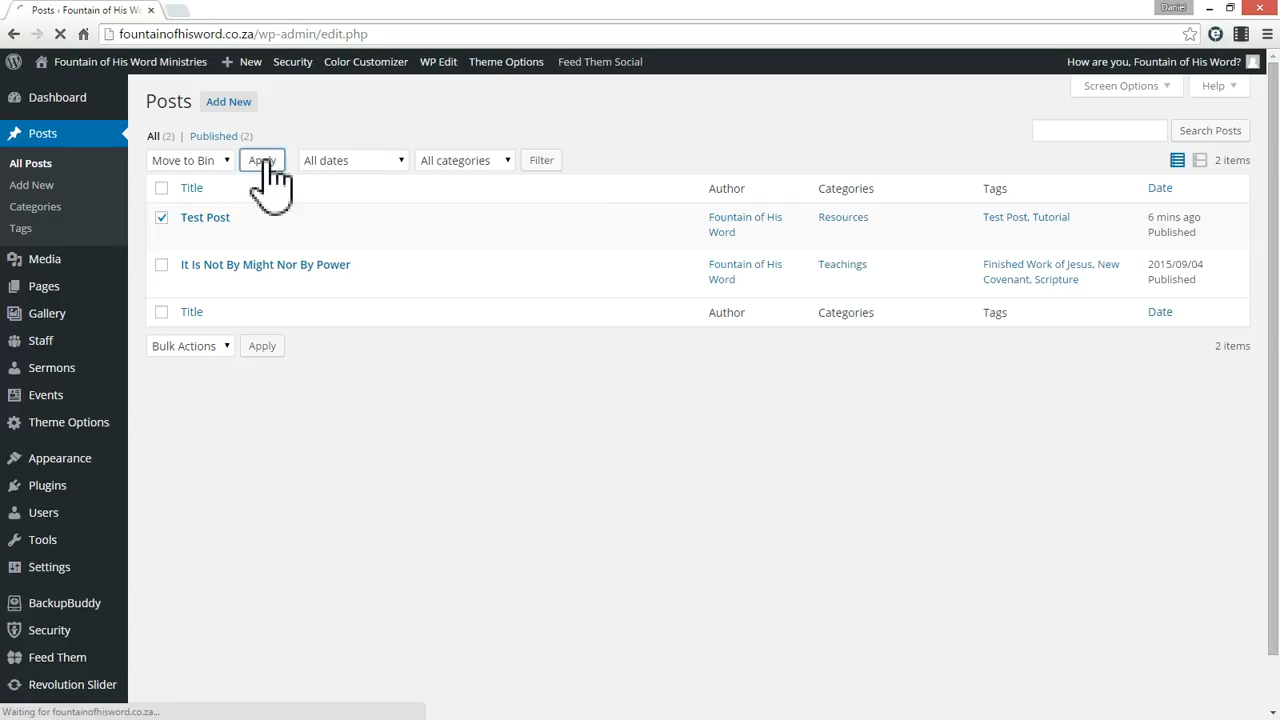 Posts ‹ Fountain of His W
Daniel
fountainofhisword.co.za/wp-admin/edit.php
Fountain of His Word Ministries
New
Security
Color Customizer
WP Edit
Theme Options
Feed Them Social
How are you, Fountain of His Word?
Dashboard
Posts
All Posts
Add New
Categories
Tags
Media
Pages
Gallery
Staff
Sermons
Events
Theme Options
Appearance
Plugins
Users
Tools
Settings
BackupBuddy
Security
Feed Them
Revolution Slider
Posts Add New
Screen Options
Help
All (2) | Published (2)
Search Posts
Move to Bin
Apply
All dates
All categories
Filter
2 items
Title Author Categories Tags Date
Test Post
Fountain of His
Word
Resources
Test Post, Tutorial
6 mins ago
Published
It Is Not By Might Nor By Power
Fountain of His
Word
Teachings
Finished Work of Jesus, New
Covenant, Scripture
2015/09/04
Published
Title Author Categories Tags Date
Bulk Actions
Apply
2 items
Waiting for fountainofhisword.co.za...